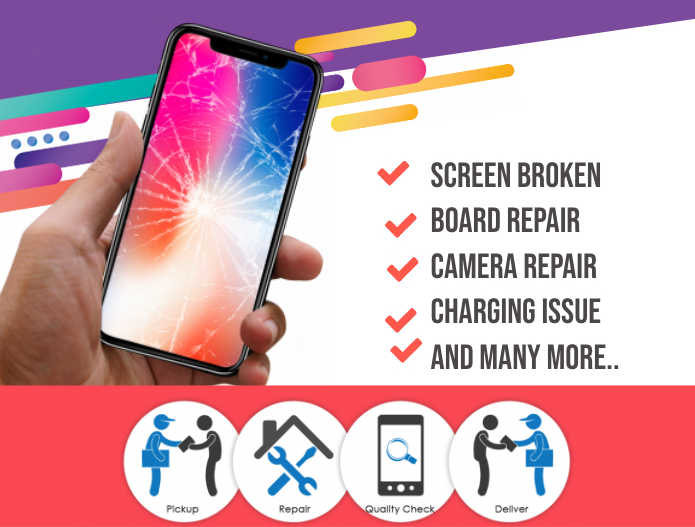 SCREEN BROKEN
BOARD REPAIR
CAMERA REPAIR
CHARGING ISSUE
AND MANY MORE..
Pickup
Repair
Quality Check
Deliver